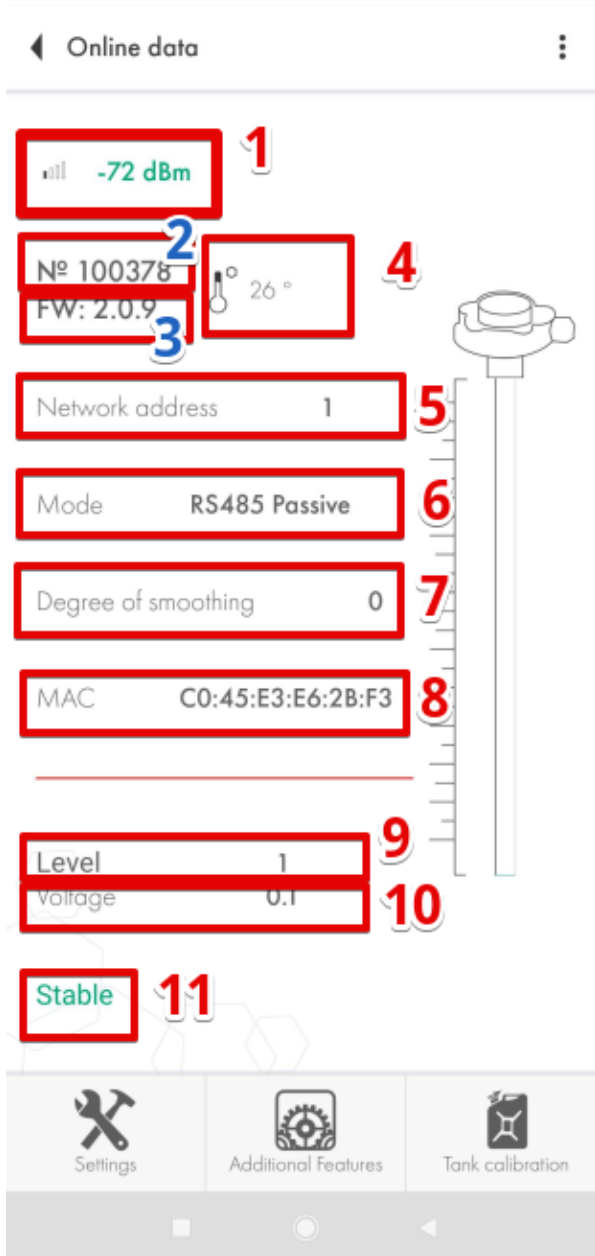 Online data
1
-72 dBm
2
Nº 100378
4
26 °
FW: 2.0.9
3
Network address 1
5
Mode RS485 Passive
6
Degree of smoothing 0
7
MAC C0:45:E3:E6:2B:F3
8
9
Level 1
Voltage 0.1
10
Stable
11
Settings Additional Features Tank calibration